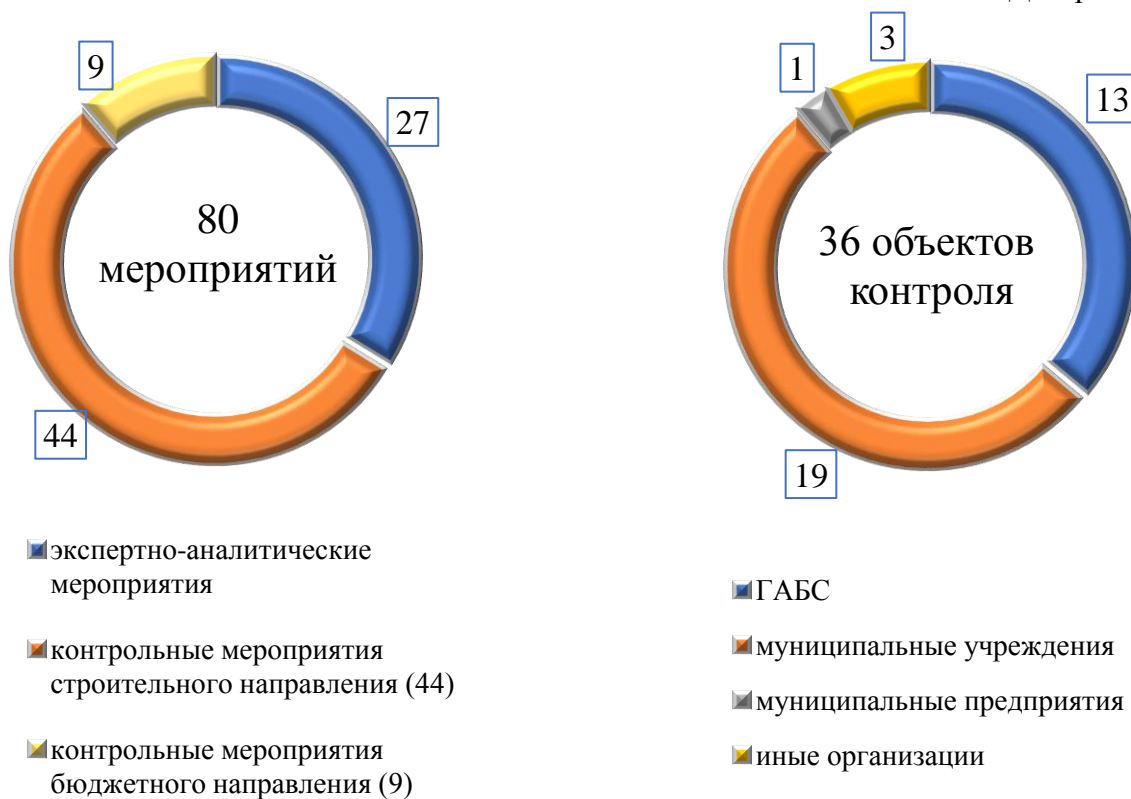 9
27
80
мероприятий
44
экспертно-аналитические
мероприятия
контрольные мероприятия
строительного направления (44)
контрольные мероприятия
бюджетного направления (9)
1
3
13
36 объектов
контроля
19
ГАБС
муниципальные учреждения
муниципальные предприятия
иные организации